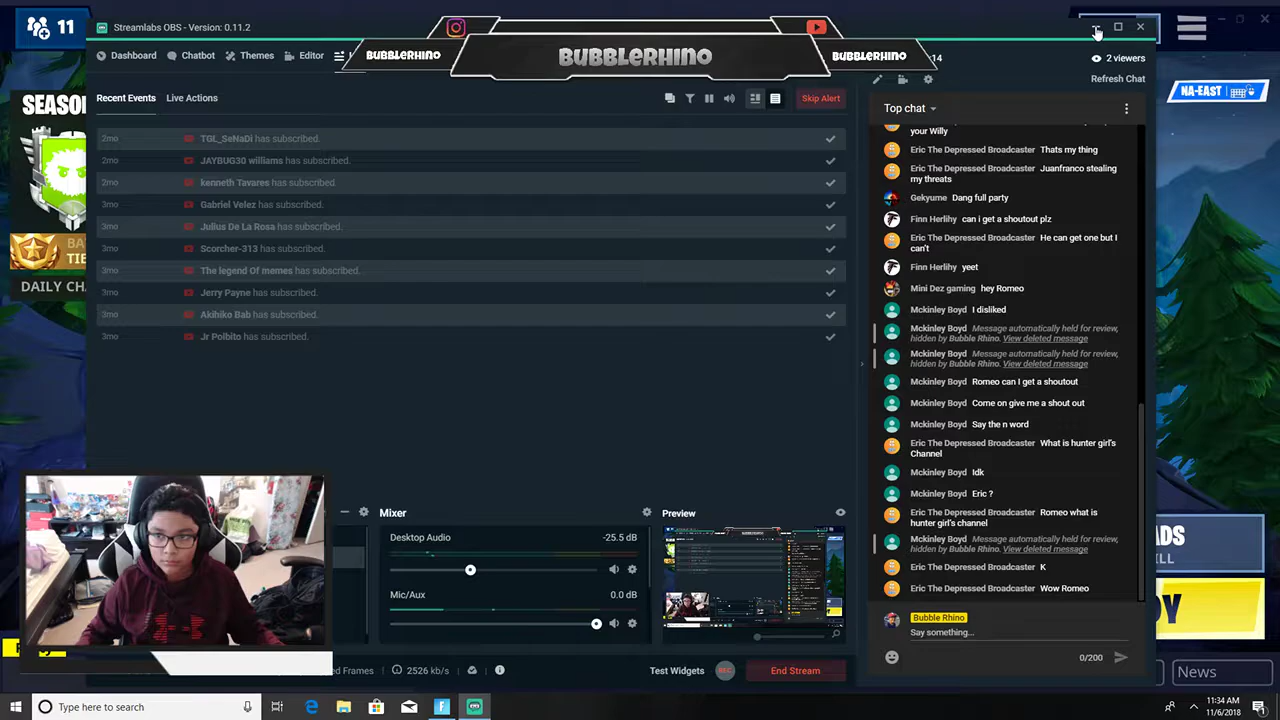 11
Streamlabs OBS - Version: 0.11.2
Dashboard
Chatbot
Themes
Editor
BUBBLERHINO
BUBBLERHINO
BUBBLERHINO
14
2 viewers
Refresh Chat
Recent Events
Live Actions
Skip Alert
2mo TGL_SeNaDi has subscribed.
2mo JAYBUG30 williams has subscribed.
2mo kenneth Tavares has subscribed.
3mo Gabriel Velez has subscribed.
3mo Julius De La Rosa has subscribed.
3mo Scorcher-313 has subscribed.
3mo The legend Of memes has subscribed.
3mo Jerry Payne has subscribed.
3mo Akihiko Bab has subscribed.
3mo Jr Polbito has subscribed.
Top chat
your Willy
Eric The Depressed Broadcaster Thats my thing
Eric The Depressed Broadcaster Juanfranco stealing
my threats
Gekyume Dang full party
Finn Herlihy can i get a shoutout plz
Eric The Depressed Broadcaster He can get one but I
can't
Finn Herlihy yeet
Mini Dez gaming hey Romeo
Mckinley Boyd I disliked
Mckinley Boyd Message automatically held for review,
hidden by Bubble Rhino. View deleted message
Mckinley Boyd Message automatically held for review,
hidden by Bubble Rhino. View deleted message
Mckinley Boyd Romeo can I get a shoutout
Mckinley Boyd Come on give me a shout out
Mckinley Boyd Say the n word
Eric The Depressed Broadcaster What is hunter girl's
Channel
Mckinley Boyd Idk
Mckinley Boyd Eric ?
Eric The Depressed Broadcaster Romeo what is
hunter girl's channel
Mckinley Boyd Message automatically held for review,
hidden by Bubble Rhino. View deleted message
Eric The Depressed Broadcaster K
Eric The Depressed Broadcaster Wow Romeo
Bubble Rhino
Say something...
0/200
SEASO
BA
TIE
DAILY CHA
NA-EAST
Mixer
Desktop Audio
-25.5 dB
Mic/Aux
0.0 dB
Preview
ed Frames
2526 kb/s
Test Widgets
REC
End Stream
News
Type here to search
11:34 AM
11/6/2018